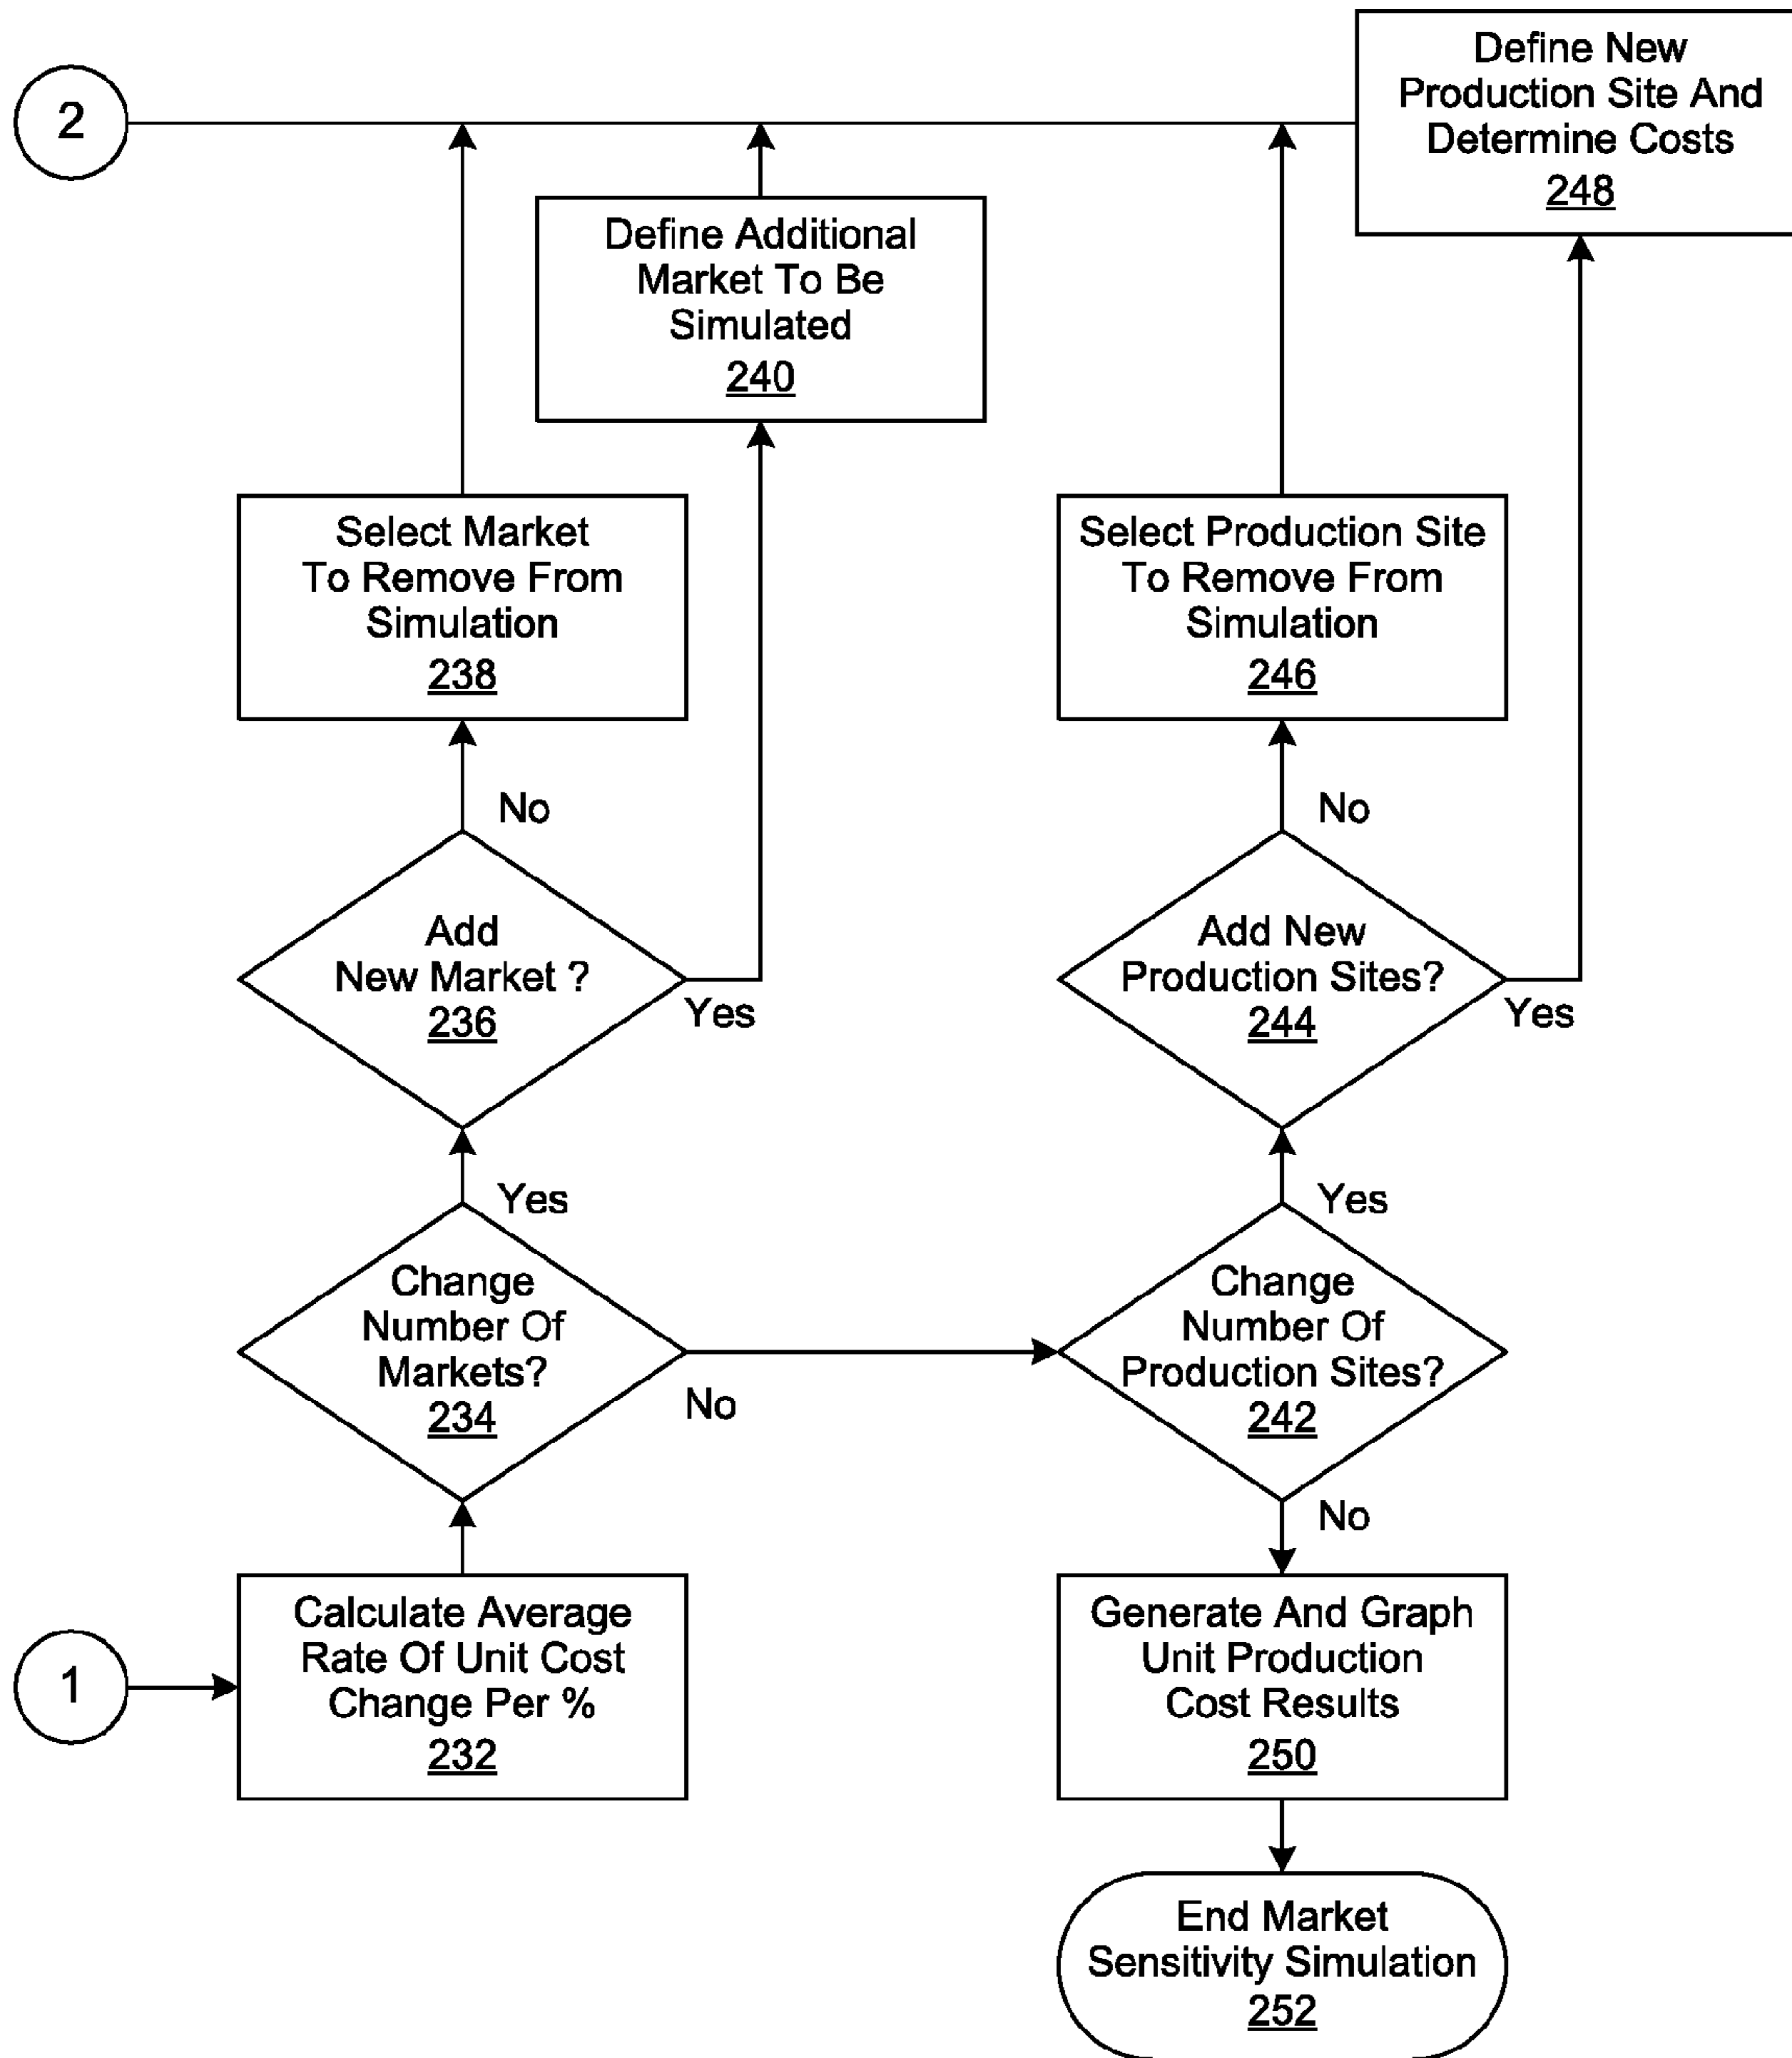 2
Define New
Production Site And
Determine Costs
248
Define Additional
Market To Be
Simulated
240
Select Market
To Remove From
Simulation
238
Select Production Site
To Remove From
Simulation
246
No
No
Add
New Market ?
236
Yes
Add New
Production Sites?
244
Yes
Yes
Yes
Change
Number Of
Markets?
234
No
Change
Number Of
Production Sites?
242
No
1
Calculate Average
Rate Of Unit Cost
Change Per %
232
Generate And Graph
Unit Production
Cost Results
250
End Market
Sensitivity Simulation
252